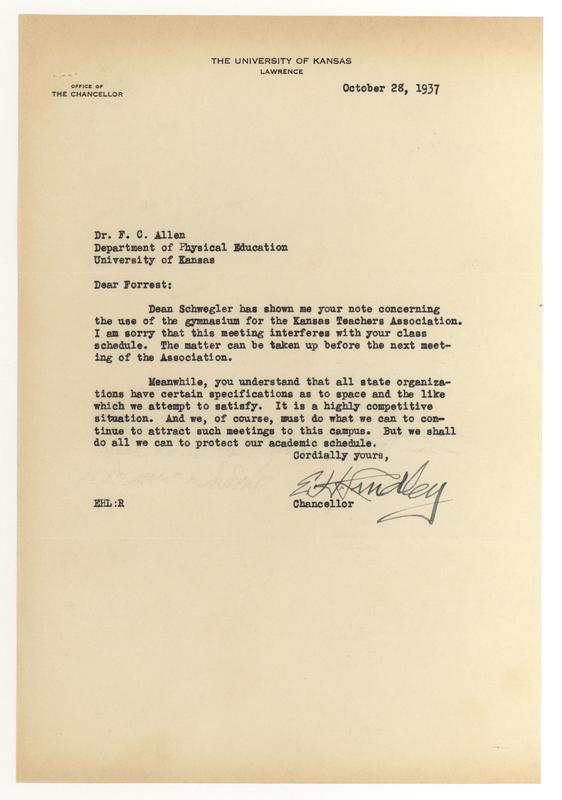 THE UNIVERSITY OF KANSAS
LAWRENCE
OFFICE OF
THE CHANCELLOR
October 28, 1937
Dr. F. C. Allen
Department of Physical Education
University of Kansas
Dear Forrest:
Dean Schwegler has shown me your note concerning
the use of the gymnasium for the Kansas Teachers Association.
I am sorry that this meeting interferes with your class
schedule. The matter can be taken up before the next meet-
ing of the Association.
Meanwhile, you understand that all state organiza-
tions have certain specifications as to space and the like
which we attempt to satisfy. It is a highly competitive
situation. And we, of course, must do what we can to con-
tinue to attract such meetings to this campus. But we shall
do all we can to protect our academic schedule.
Cordially yours,
E H Lindley
EHL:R
Chancellor